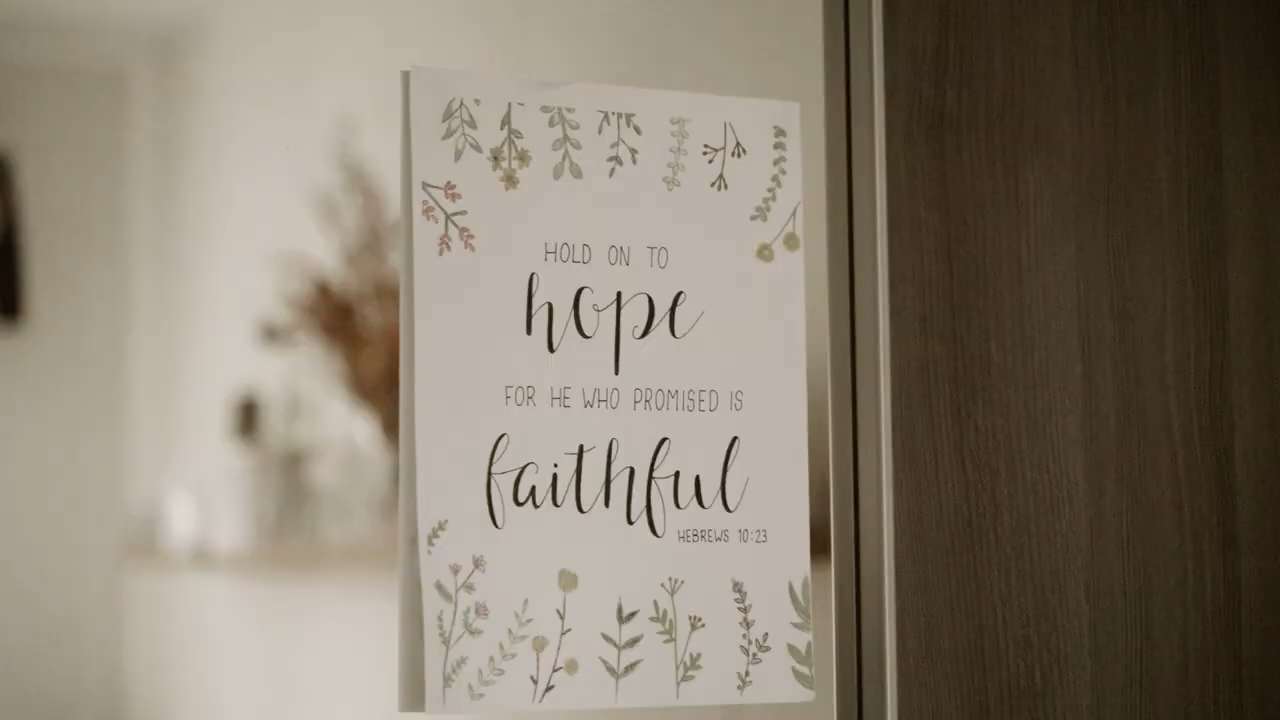 HOLD ON TO
hope
FOR HE WHO PROMISED IS
faithful
HEBREWS 10:23